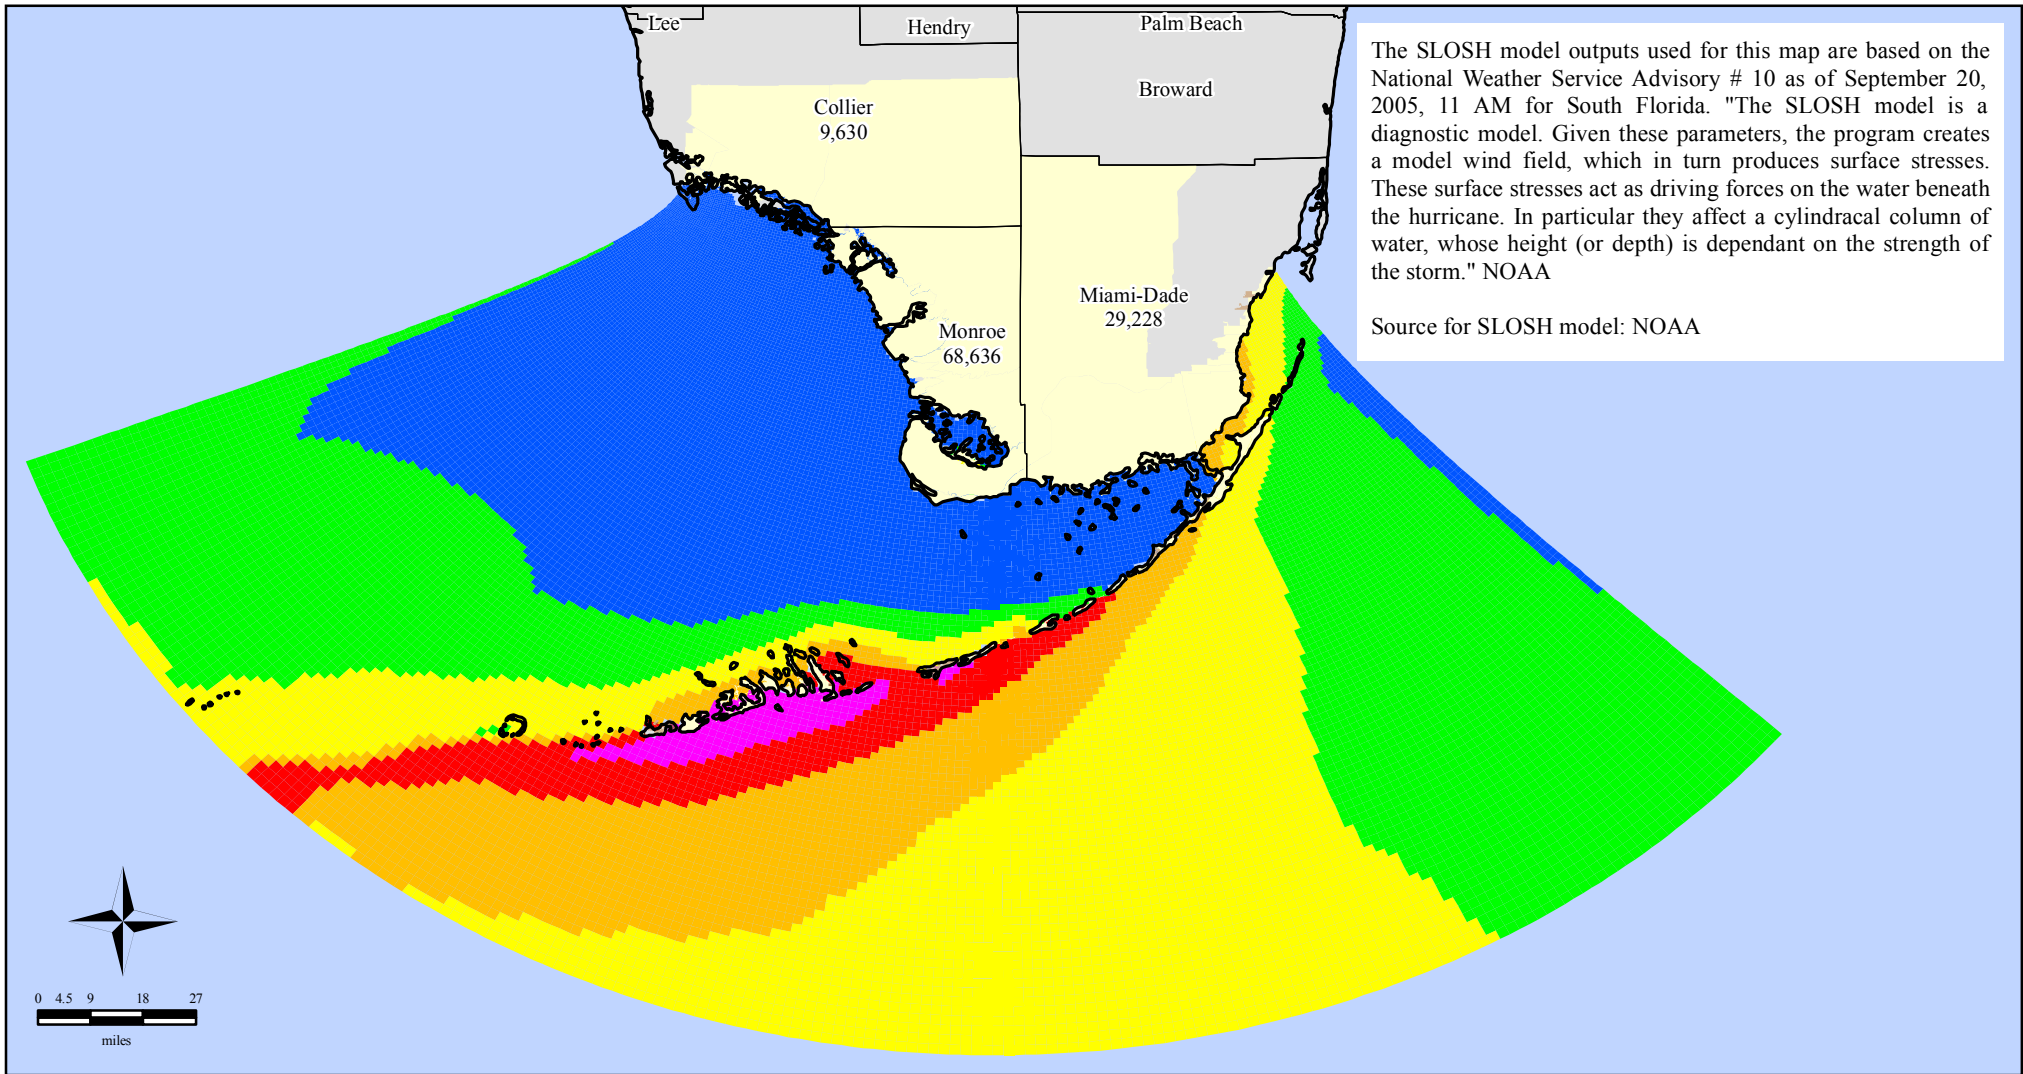 Lee
Hendry
Palm Beach
Broward
Collier
9,630
Miami-Dade
29,228
Monroe
68,636
The SLOSH model outputs used for this map are based on the
National Weather Service Advisory # 10 as of September 20,
2005, 11 AM for South Florida. "The SLOSH model is a
diagnostic model. Given these parameters, the program creates
a model wind field, which in turn produces surface stresses.
These surface stresses act as driving forces on the water beneath
the hurricane. In particular they affect a cylindracal column of
water, whose height (or depth) is dependant on the strength of
the storm." NOAA
Source for SLOSH model: NOAA
0 4.5 9 18 27
miles